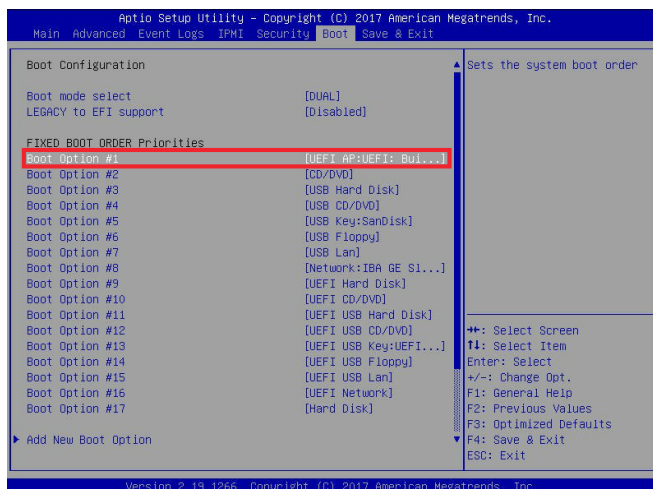 Aptio Setup Utility – Copyright (C) 2017 American Megatrends, Inc.
Main Advanced Event Logs IPMI Security Boot Save & Exit
Boot Configuration
Sets the system boot order
Boot mode select [DUAL]
LEGACY to EFI support [Disabled]
FIXED BOOT ORDER Priorities
Boot Option #1 [UEFI AP:UEFI: Bui...]
Boot Option #2 [CD/DVD]
Boot Option #3 [USB Hard Disk]
Boot Option #4 [USB CD/DVD]
Boot Option #5 [USB Key:SanDisk]
Boot Option #6 [USB Floppy]
Boot Option #7 [USB Lan]
Boot Option #8 [Network:IBA GE Sl...]
Boot Option #9 [UEFI Hard Disk]
Boot Option #10 [UEFI CD/DVD]
Boot Option #11 [UEFI USB Hard Disk]
Boot Option #12 [UEFI USB CD/DVD]
Boot Option #13 [UEFI USB Key:UEFI...]
Boot Option #14 [UEFI USB Floppy]
Boot Option #15 [UEFI USB Lan]
Boot Option #16 [UEFI Network]
Boot Option #17 [Hard Disk]
Add New Boot Option
→←: Select Screen
↑↓: Select Item
Enter: Select
+/-: Change Opt.
F1: General Help
F2: Previous Values
F3: Optimized Defaults
F4: Save & Exit
ESC: Exit
Version 2.19.1266. Copyright (C) 2017 American Megatrends, Inc.